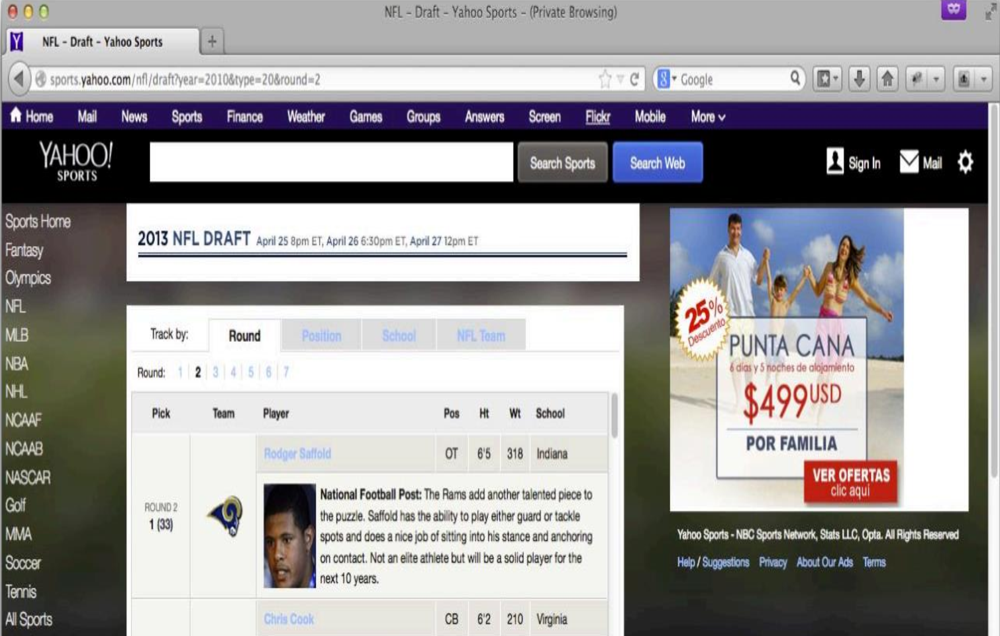 NFL - Draft - Yahoo Sports - (Private Browsing)
NFL - Draft - Yahoo Sports
sports.yahoo.com/nfl/draft?year=2010&type=20&round=2
Google
Home Mail News Sports Finance Weather Games Groups Answers Screen Flickr Mobile More
YAHOO!
SPORTS
Search Sports Search Web Sign In Mail
Sports Home
Fantasy
Olympics
NFL
MLB
NBA
NHL
NCAAF
NCAAB
NASCAR
Golf
MMA
Soccer
Tennis
All Sports
2013 NFL DRAFT April 25 8pm ET, April 26 6:30pm ET, April 27 12pm ET
Track by: Round Position School NFL Team
Round: 1 2 3 4 5 6 7
Pick Team Player Pos Ht Wt School
ROUND 2
1 (33)
Rodger Saffold OT 6'5 318 Indiana
National Football Post: The Rams add another talented piece to
the puzzle. Saffold has the ability to play either guard or tackle
spots and does a nice job of sitting into his stance and anchoring
on contact. Not an elite athlete but will be a solid player for the
next 10 years.
Chris Cook CB 6'2 210 Virginia
25%
Descuento
PUNTA CANA
6 días y 5 noches de alojamiento
$499 USD
POR FAMILIA
VER OFERTAS
clic aquí
Yahoo Sports - NBC Sports Network, Stats LLC, Opta. All Rights Reserved
Help / Suggestions Privacy About Our Ads Terms